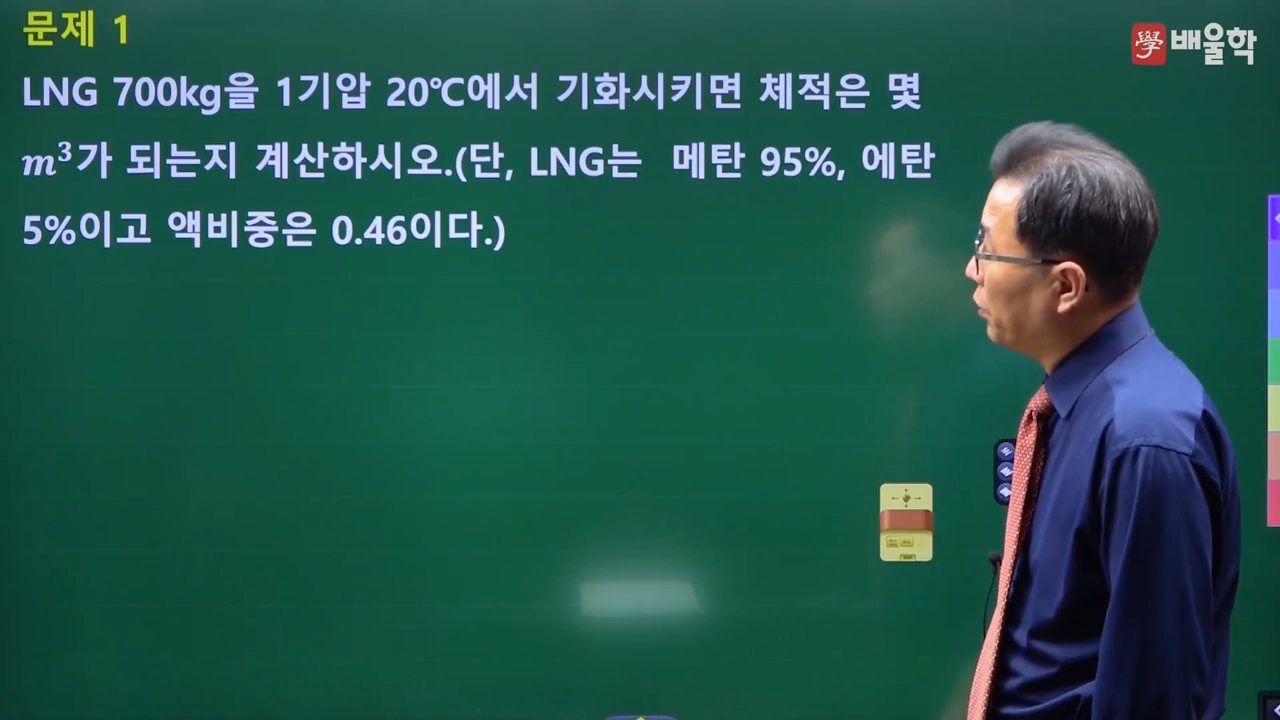 문제 1
學 배울학
LNG 700kg을 1기압 20℃에서 기화시키면 체적은 몇
m³가 되는지 계산하시오.(단, LNG는 메탄 95%, 에탄
5%이고 액비중은 0.46이다.)